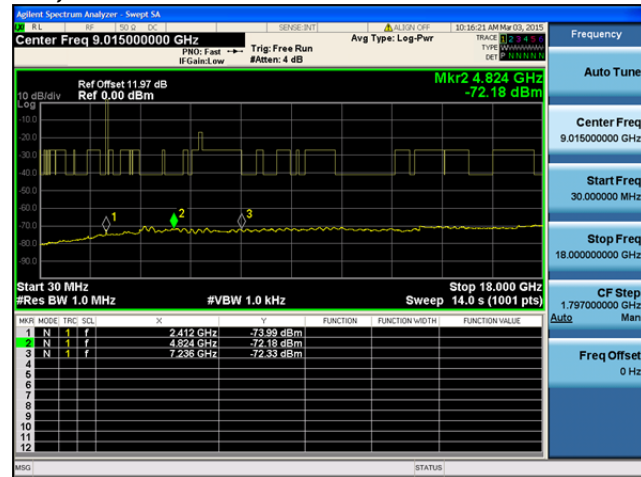 Agilent Spectrum Analyzer - Swept SA
RL RF 50 Ω DC SENSE:INT ALIGN OFF 10:16:21 AM Mar 03, 2015
Center Freq 9.015000000 GHz
PNO: Fast
IFGain:Low
Trig: Free Run
#Atten: 4 dB
Avg Type: Log-Pwr
TRACE 1 2 3 4 5 6
TYPE
DET P N N N N N
Frequency
Auto Tune
Ref Offset 11.97 dB
10 dB/div Ref 0.00 dBm
Log
Mkr2 4.824 GHz
-72.18 dBm
-10.0
-20.0
-30.0
-40.0
-50.0
-60.0
-70.0
-80.0
-90.0
1
2
3
Center Freq
9.015000000 GHz
Start Freq
30.000000 MHz
Stop Freq
18.000000000 GHz
CF Step
1.797000000 GHz
Auto Man
Freq Offset
0 Hz
Start 30 MHz Stop 18.000 GHz
#Res BW 1.0 MHz #VBW 1.0 kHz Sweep 14.0 s (1001 pts)
MKR MODE TRC SCL X Y FUNCTION FUNCTION WIDTH FUNCTION VALUE
1 N 1 f 2.412 GHz -73.99 dBm
2 N 1 f 4.824 GHz -72.18 dBm
3 N 1 f 7.236 GHz -72.33 dBm
4
5
6
7
8
9
10
11
12
MSG STATUS